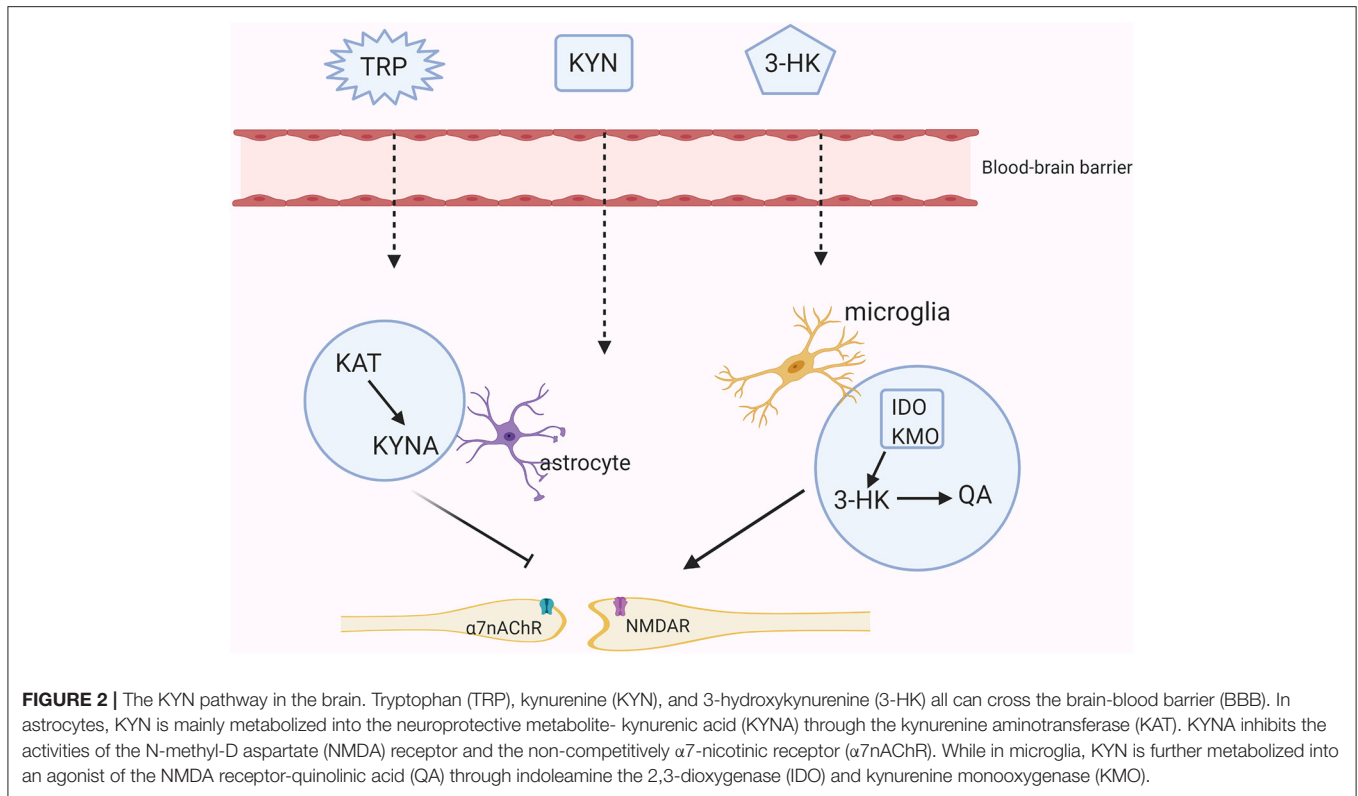 TRP
KYN
3-HK
Blood-brain barrier
microglia
KAT
KYNA
astrocyte
IDO
KMO
3-HK
QA
α7nAChR
NMDAR
FIGURE 2 | The KYN pathway in the brain. Tryptophan (TRP), kynurenine (KYN), and 3-hydroxykynurenine (3-HK) all can cross the brain-blood barrier (BBB). In
astrocytes, KYN is mainly metabolized into the neuroprotective metabolite- kynurenic acid (KYNA) through the kynurenine aminotransferase (KAT). KYNA inhibits the
activities of the N-methyl-D aspartate (NMDA) receptor and the non-competitively α7-nicotinic receptor (α7nAChR). While in microglia, KYN is further metabolized into
an agonist of the NMDA receptor-quinolinic acid (QA) through indoleamine the 2,3-dioxygenase (IDO) and kynurenine monooxygenase (KMO).